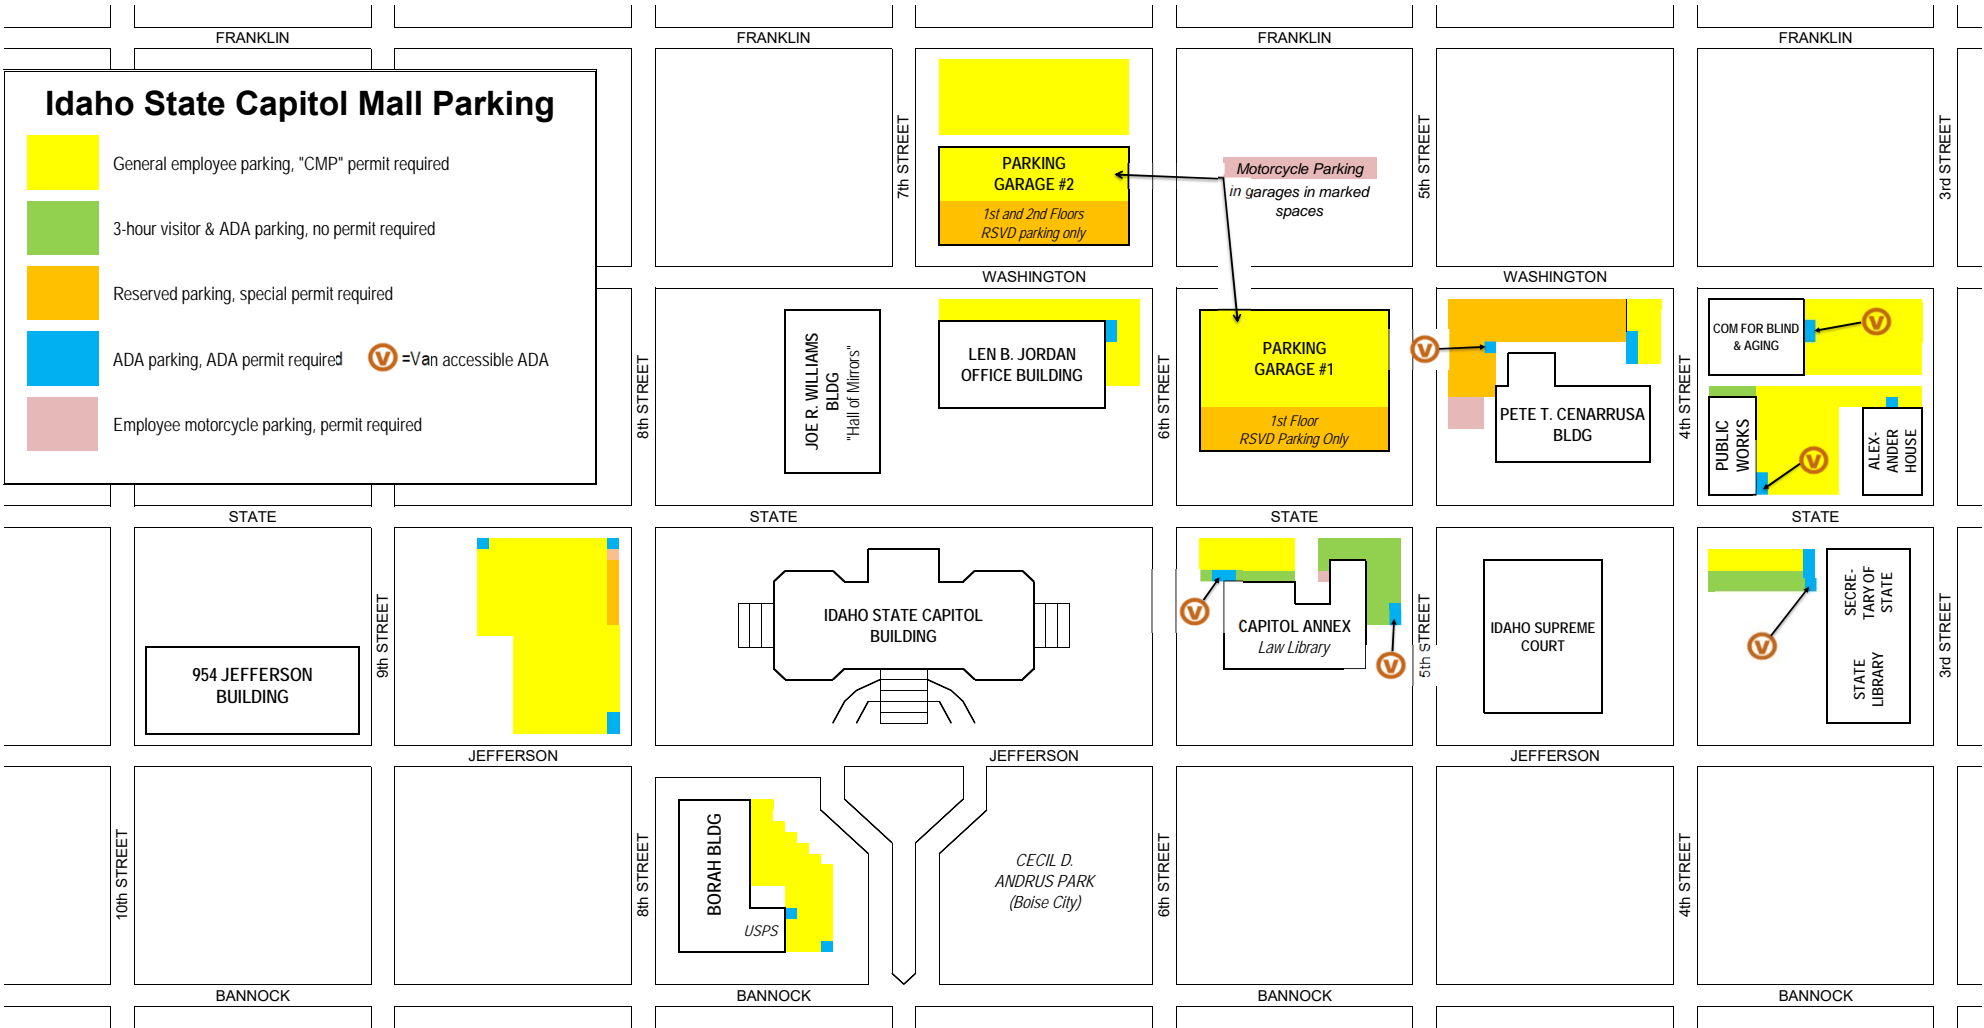 FRANKLIN
FRANKLIN
FRANKLIN
FRANKLIN
Idaho State Capitol Mall Parking
General employee parking, "CMP" permit required
3-hour visitor & ADA parking, no permit required
Reserved parking, special permit required
ADA parking, ADA permit required
V
=Van accessible ADA
Employee motorcycle parking, permit required
7th STREET
PARKING
GARAGE #2
1st and 2nd Floors
RSVD parking only
Motorcycle Parking
in garages in marked
spaces
5th STREET
3rd STREET
WASHINGTON
WASHINGTON
8th STREET
JOE R. WILLIAMS
BLDG
"Hall of Mirrors"
LEN B. JORDAN
OFFICE BUILDING
6th STREET
PARKING
GARAGE #1
1st Floor
RSVD Parking Only
V
PETE T. CENARRUSA
BLDG
4th STREET
COM FOR BLIND
& AGING
V
PUBLIC
WORKS
V
ALEX-
ANDER
HOUSE
STATE
STATE
STATE
STATE
954 JEFFERSON
BUILDING
9th STREET
IDAHO STATE CAPITOL
BUILDING
V
CAPITOL ANNEX
Law Library
V
5th STREET
IDAHO SUPREME
COURT
V
SECRE-
TARY OF
STATE
STATE
LIBRARY
3rd STREET
JEFFERSON
JEFFERSON
JEFFERSON
10th STREET
8th STREET
BORAH BLDG
USPS
CECIL D.
ANDRUS PARK
(Boise City)
6th STREET
4th STREET
BANNOCK
BANNOCK
BANNOCK
BANNOCK